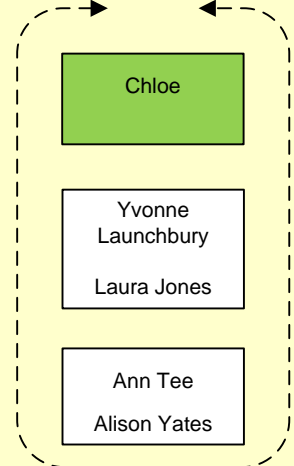 Chloe
Yvonne
Launchbury
Laura Jones
Ann Tee
Alison Yates